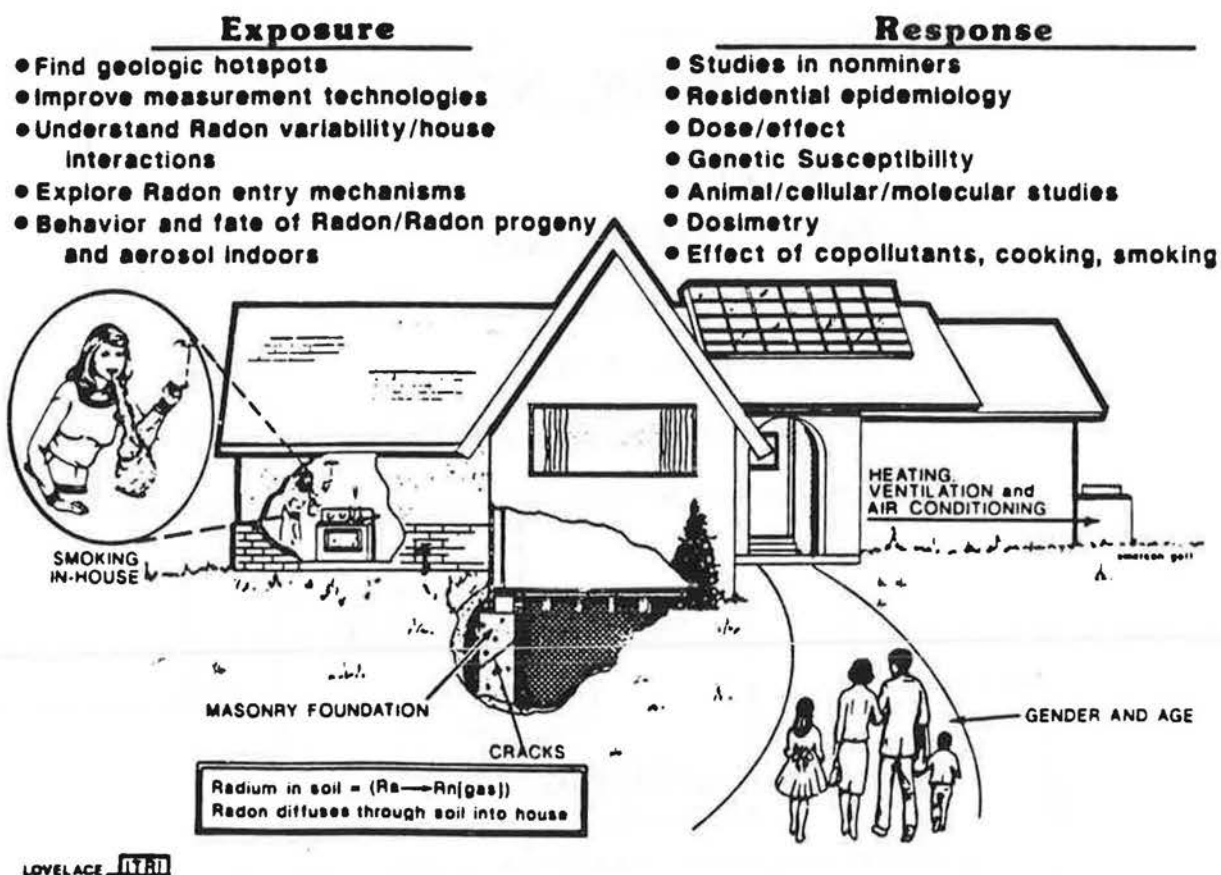 Exposure
● Find geologic hotspots
● Improve measurement technologies
● Understand Radon variability/house
interactions
● Explore Radon entry mechanisms
● Behavior and fate of Radon/Radon progeny
and aerosol indoors
Response
● Studies in nonminers
● Residential epidemiology
● Dose/effect
● Genetic Susceptibility
● Animal/cellular/molecular studies
● Dosimetry
● Effect of copollutants, cooking, smoking
HEATING,
VENTILATION and
AIR CONDITIONING
SMOKING
IN-HOUSE
MASONRY FOUNDATION
GENDER AND AGE
CRACKS
Radium in soil = (Ra→Rn[gas])
Radon diffuses through soil into house
LOVELACE ITRI